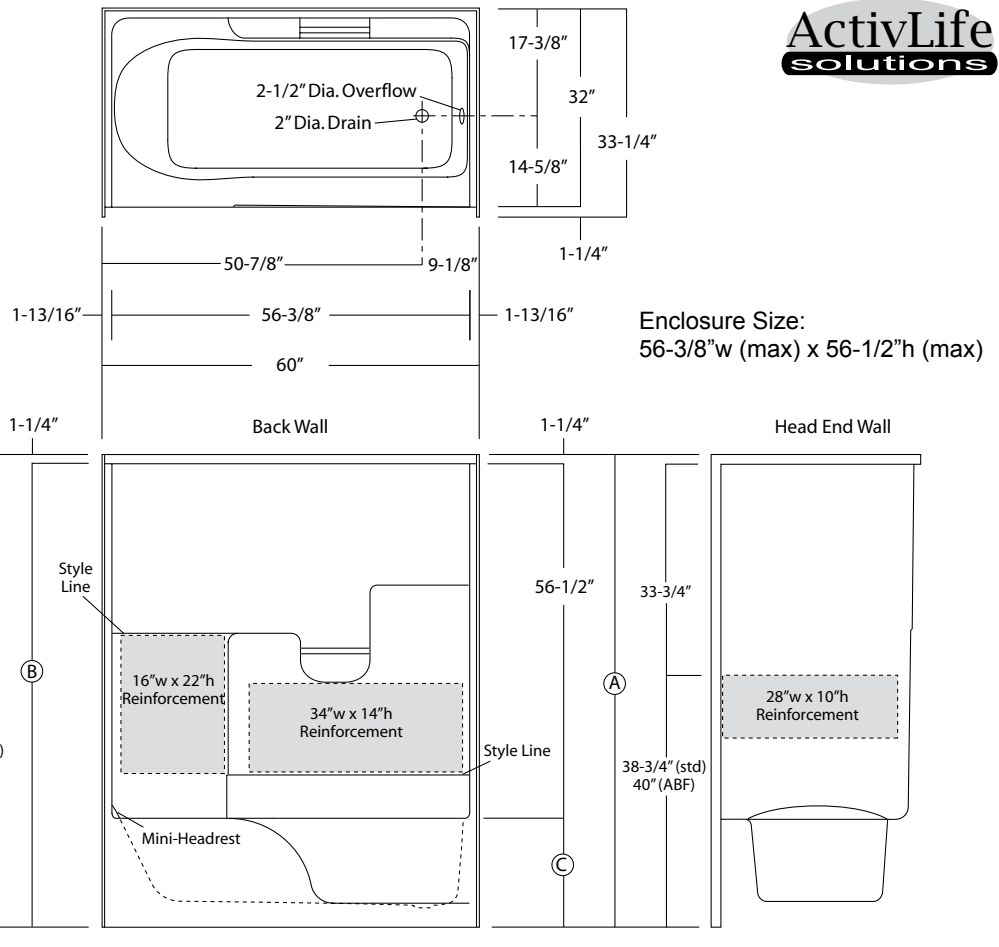 ActivLife
solutions
17-3/8"
2-1/2" Dia. Overflow
2" Dia. Drain
32"
33-1/4"
14-5/8"
1-1/4"
50-7/8"
9-1/8"
1-13/16"
56-3/8"
1-13/16"
60"
Enclosure Size:
56-3/8"w (max) x 56-1/2"h (max)
1-1/4"
Back Wall
1-1/4"
Head End Wall
Style
Line
56-1/2"
33-3/4"
B
16"w x 22"h
Reinforcement
34"w x 14"h
Reinforcement
A
28"w x 10"h
Reinforcement
)
Style Line
38-3/4" (std)
40" (ABF)
Mini-Headrest
C